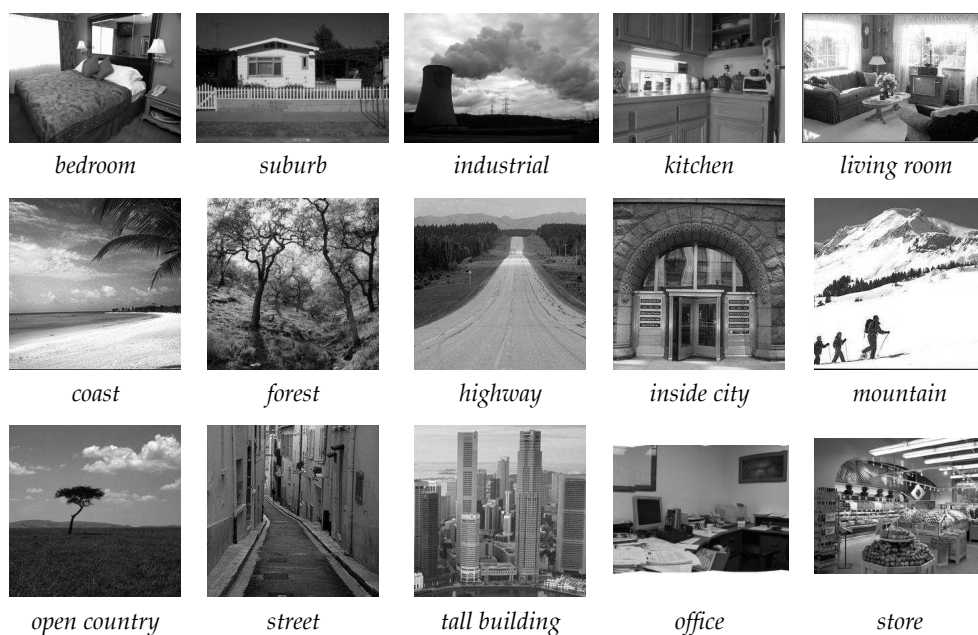 bedroom
suburb
industrial
kitchen
living room
coast
forest
highway
inside city
mountain
open country
street
tall building
office
store